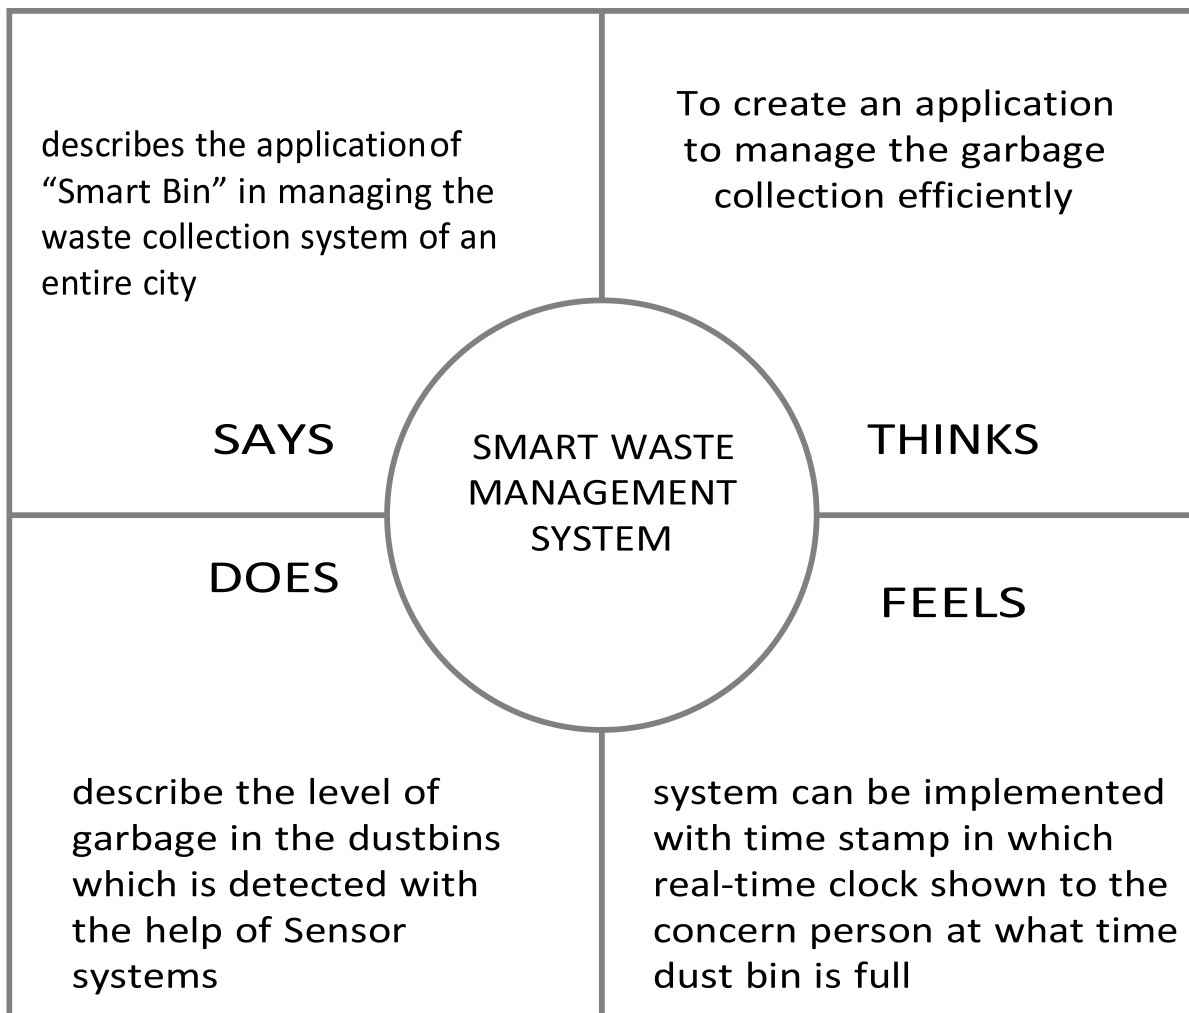 describes the application of
“Smart Bin” in managing the
waste collection system of an
entire city
SAYS
To create an application
to manage the garbage
collection efficiently
THINKS
SMART WASTE
MANAGEMENT
SYSTEM
DOES
describe the level of
garbage in the dustbins
which is detected with
the help of Sensor
systems
FEELS
system can be implemented
with time stamp in which
real-time clock shown to the
concern person at what time
dust bin is full